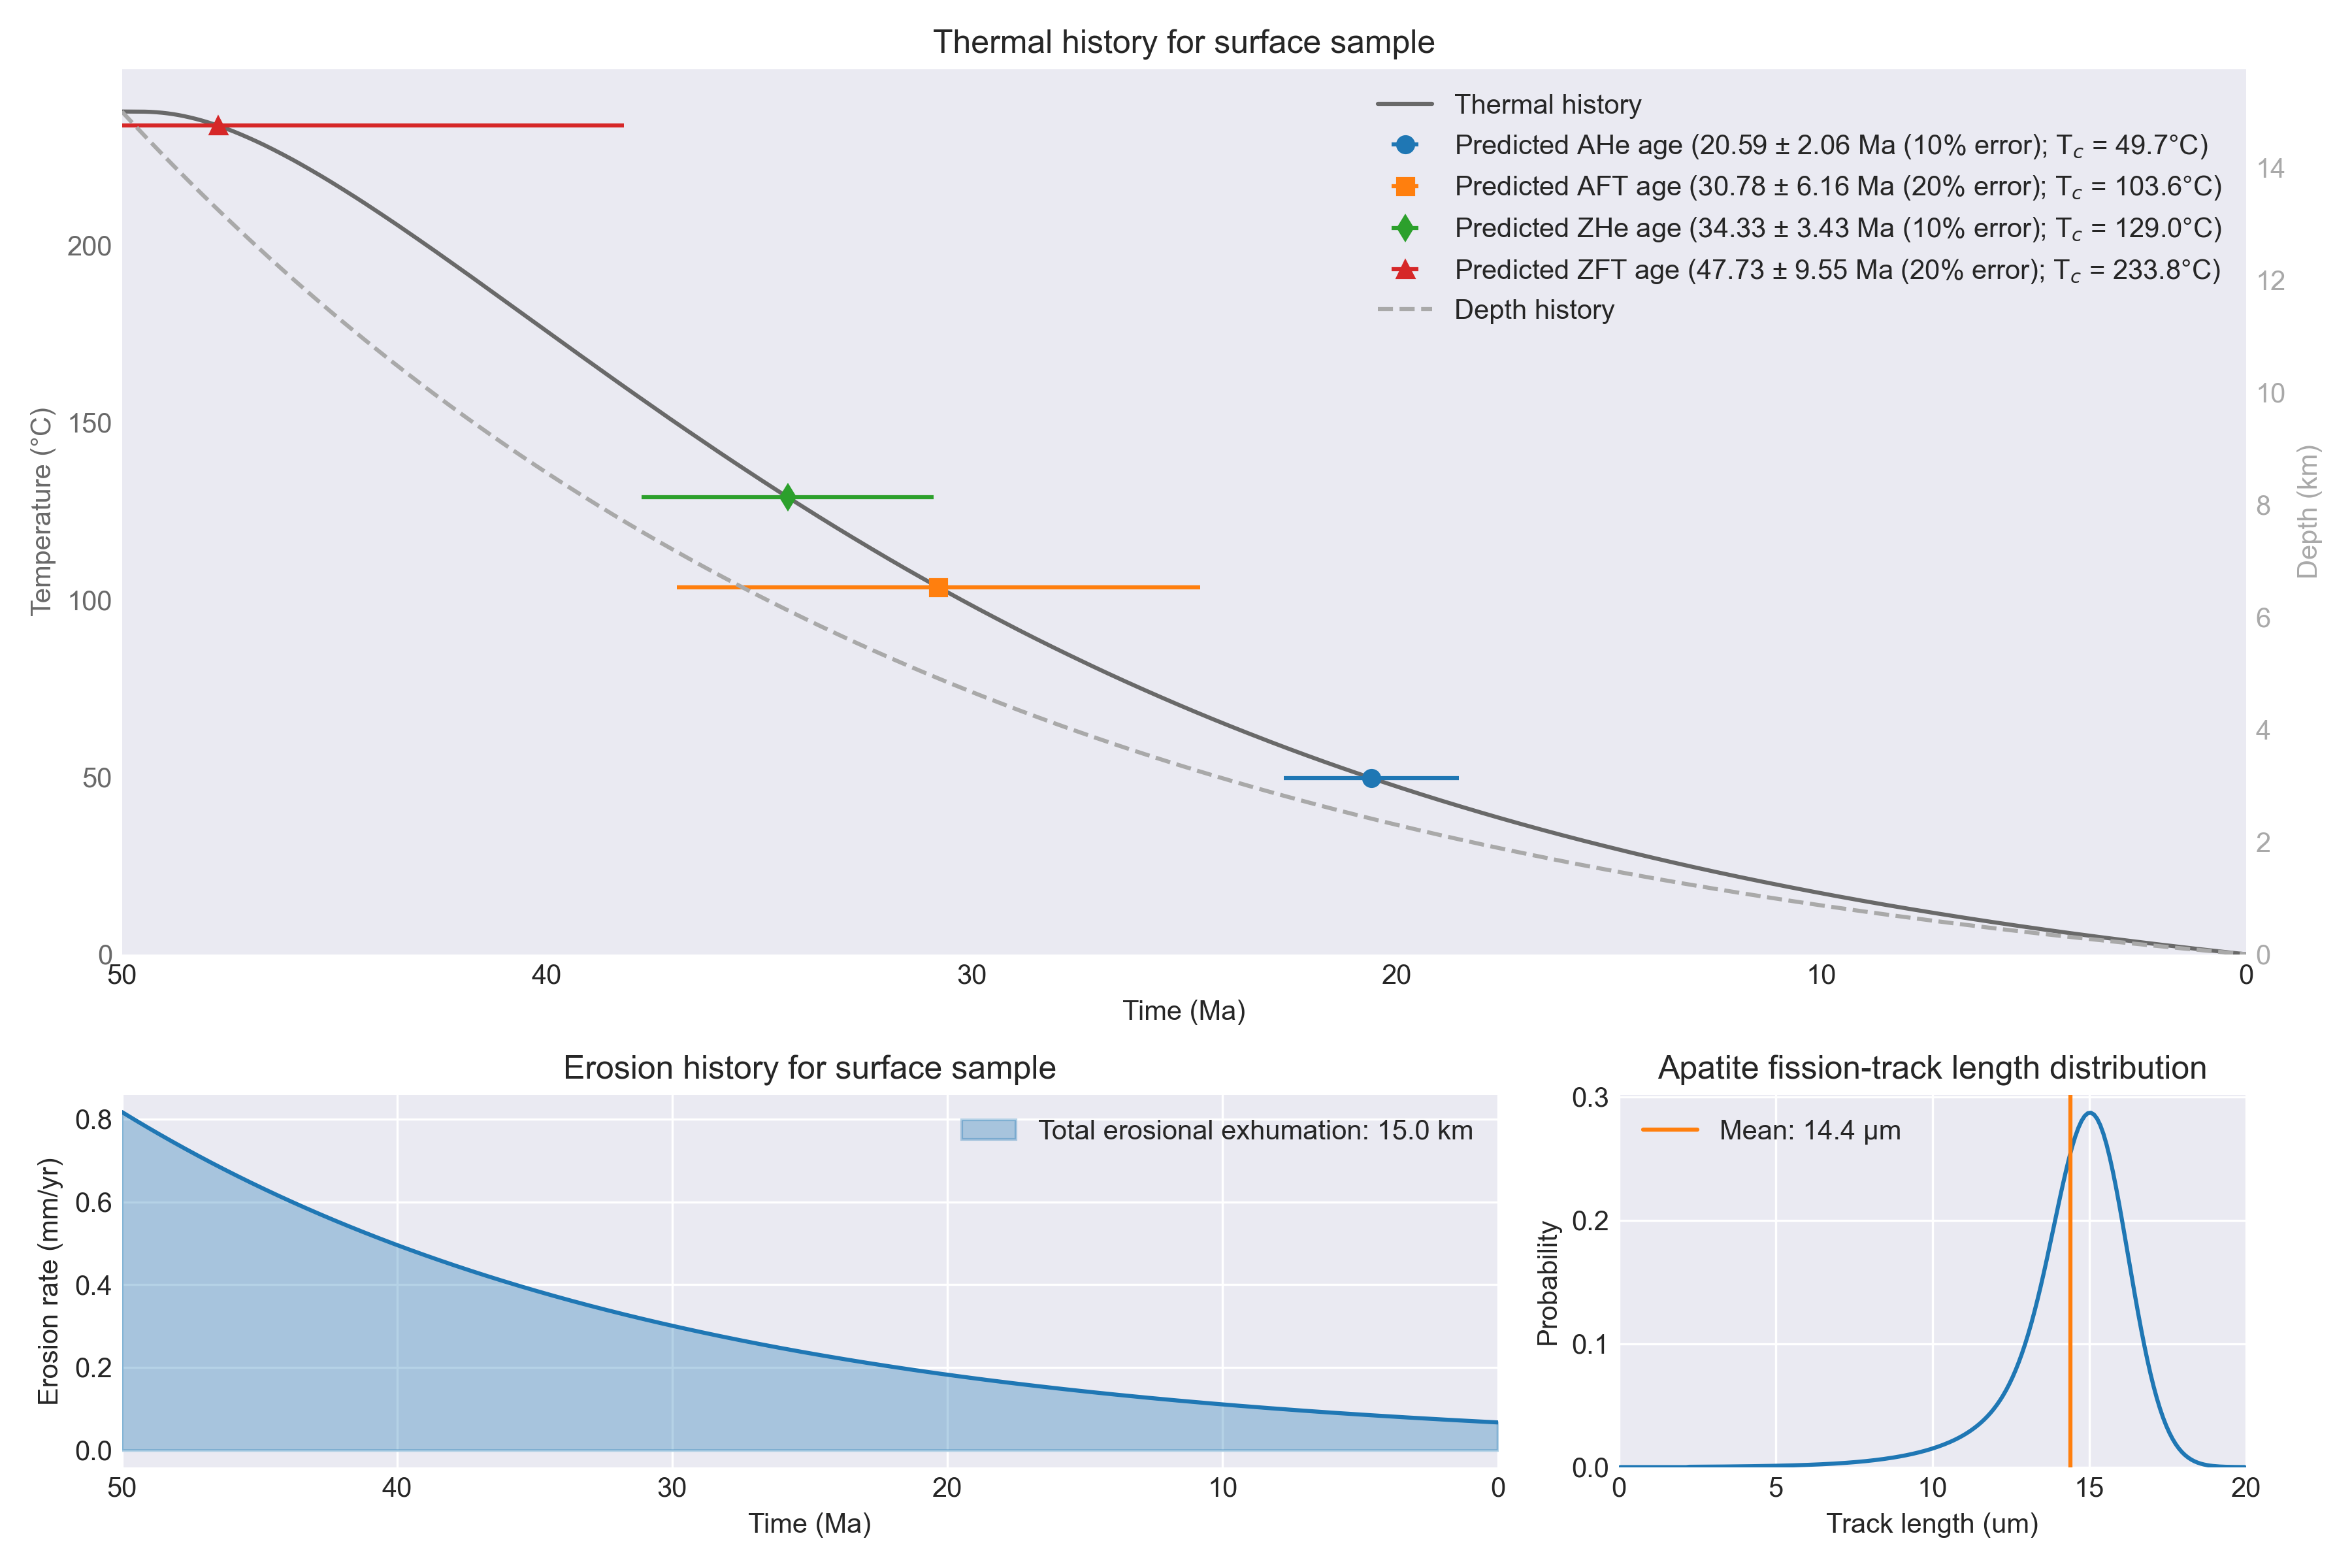 Thermal history for surface sample
Thermal history
Predicted AHe age (20.59 ± 2.06 Ma (10% error); Tc = 49.7°C)
Predicted AFT age (30.78 ± 6.16 Ma (20% error); Tc = 103.6°C)
Predicted ZHe age (34.33 ± 3.43 Ma (10% error); Tc = 129.0°C)
Predicted ZFT age (47.73 ± 9.55 Ma (20% error); Tc = 233.8°C)
Depth history
Temperature (°C)
200
150
100
50
0
14
12
10
8
6
4
2
0
Depth (km)
50 40 30 20 10 0
Time (Ma)
Erosion history for surface sample
Total erosional exhumation: 15.0 km
Erosion rate (mm/yr)
0.8
0.6
0.4
0.2
0.0
50 40 30 20 10 0
Time (Ma)
Apatite fission-track length distribution
Mean: 14.4 µm
Probability
0.3
0.2
0.1
0.0
0 5 10 15 20
Track length (um)